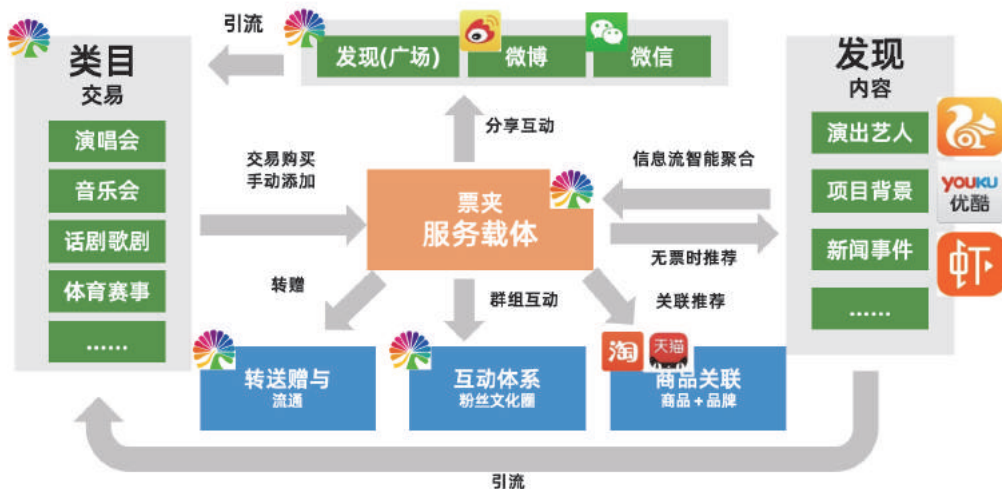 引流
发现(广场)
微博
微信
类目
交易
演唱会
音乐会
话剧歌剧
体育赛事
......
分享互动
交易购买
手动添加
票夹
服务载体
信息流智能聚合
无票时推荐
发现
内容
演出艺人
项目背景
新闻事件
......
YOUKU
优酷
虾
转赠
群组互动
关联推荐
淘
天猫
转送赠与
流通
互动体系
粉丝文化圈
商品关联
商品+品牌
引流